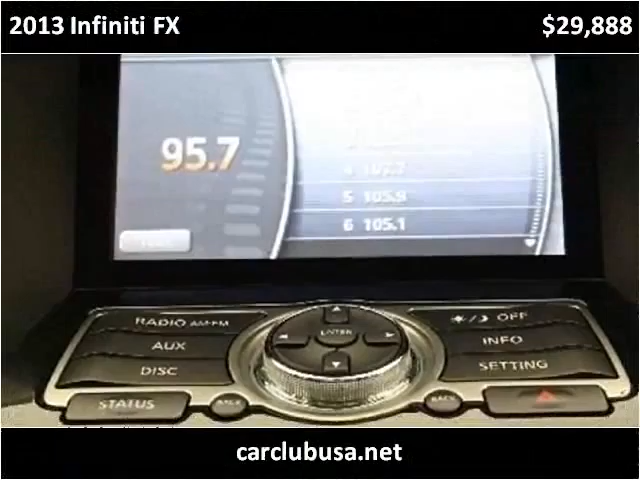 2013 Infiniti FX
$29,888
95.7
4 102.7
5 105.9
6 105.1
RADIO AM·FM
ENTER
OFF
AUX
INFO
DISC
SETTING
STATUS
BACK
BACK
carclubusa.net